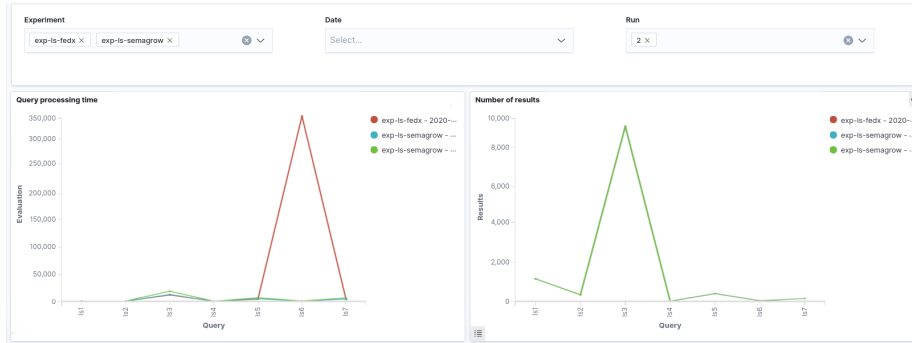 Experiment
exp-ls-fedx ×
exp-ls-semagrow ×
Date
Select...
Run
2 ×
Query processing time
350,000
300,000
250,000
200,000
150,000
100,000
50,000
0
Evaluation
ls1
ls2
ls3
ls4
ls5
ls6
ls7
Query
exp-ls-fedx - 2020-...
exp-ls-semagrow - ...
exp-ls-semagrow - ...
Number of results
10,000
8,000
6,000
4,000
2,000
0
Results
ls1
ls2
ls3
ls4
ls5
ls6
ls7
Query
exp-ls-fedx - 2020-...
exp-ls-semagrow - ...
exp-ls-semagrow - ...